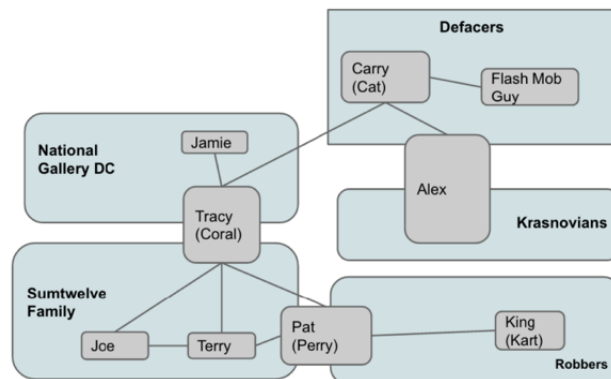 Defacers
Carry
(Cat)
Flash Mob
Guy
National
Gallery DC
Jamie
Tracy
(Coral)
Alex
Krasnovians
Sumtwelve
Family
Joe
Terry
Pat
(Perry)
King
(Kart)
Robbers